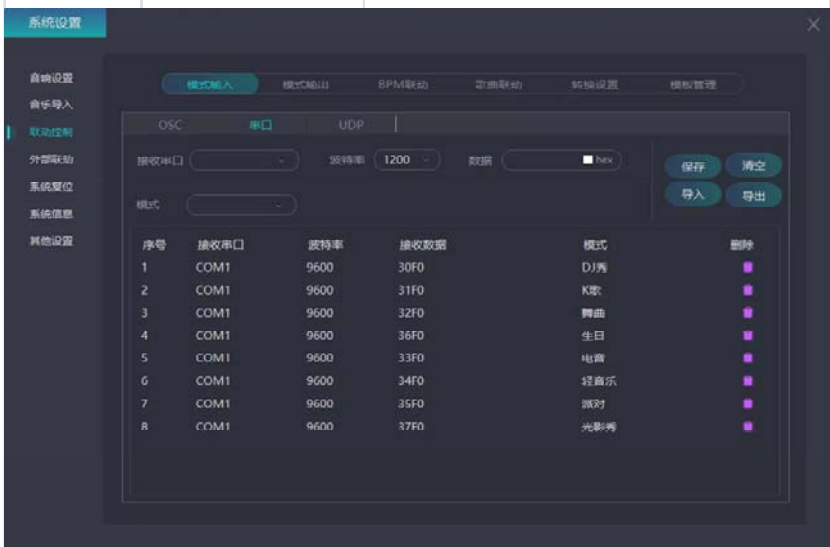 系统设置
音响设置
音乐导入
联动控制
外部联动
系统复位
系统信息
其他设置
模式输入 模式输出 BPM联动 歌曲联动 转换设置 模板管理
OSC 串口 UDP
接收串口 波特率 1200 数据 hex 保存 清空
模式 导入 导出
序号 接收串口 波特率 接收数据 模式 删除
1 COM1 9600 30F0 DJ秀
2 COM1 9600 31F0 K歌
3 COM1 9600 32F0 舞曲
4 COM1 9600 36F0 生日
5 COM1 9600 33F0 电音
6 COM1 9600 34F0 轻音乐
7 COM1 9600 35F0 派对
8 COM1 9600 37F0 光影秀